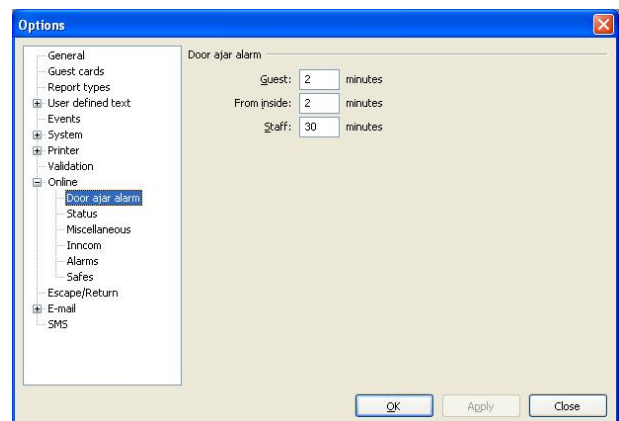 Options
General
Guest cards
Report types
User defined text
Events
System
Printer
Validation
Online
Door ajar alarm
Status
Miscellaneous
Inncom
Alarms
Safes
Escape/Return
E-mail
SMS
Door ajar alarm
Guest: 2 minutes
From inside: 2 minutes
Staff: 30 minutes
OK Apply Close